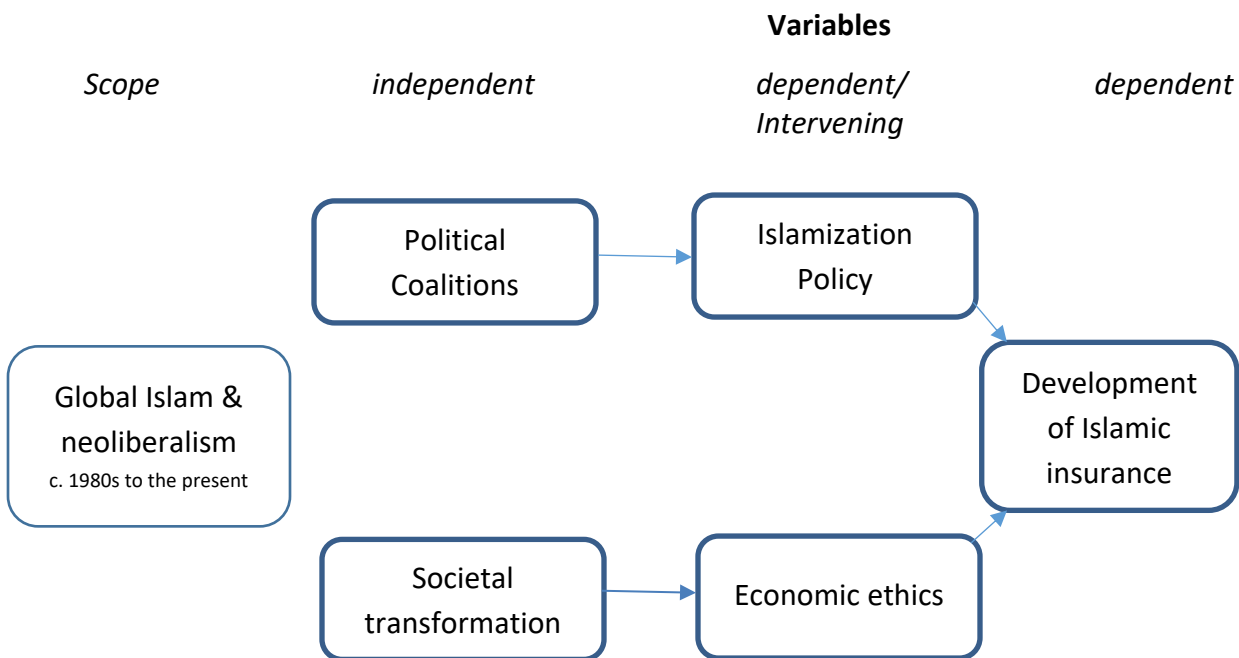 Variables
Scope
independent
dependent/
Intervening
dependent
Political
Coalitions
Islamization
Policy
Global Islam &
neoliberalism
c. 1980s to the present
Development
of Islamic
insurance
Societal
transformation
Economic ethics